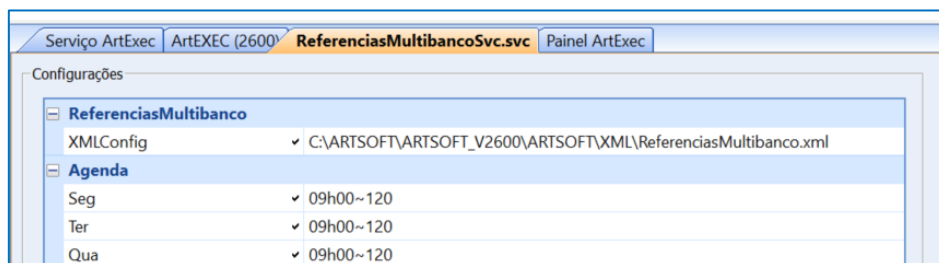 Serviço ArtExec ArtEXEC (2600) ReferenciasMultibancoSvc.svc Painel ArtExec
Configurações
ReferenciasMultibanco
XMLConfig C:\ARTSOFT\ARTSOFT_V2600\ARTSOFT\XML\ReferenciasMultibanco.xml
Agenda
Seg 09h00~120
Ter 09h00~120
Qua 09h00~120